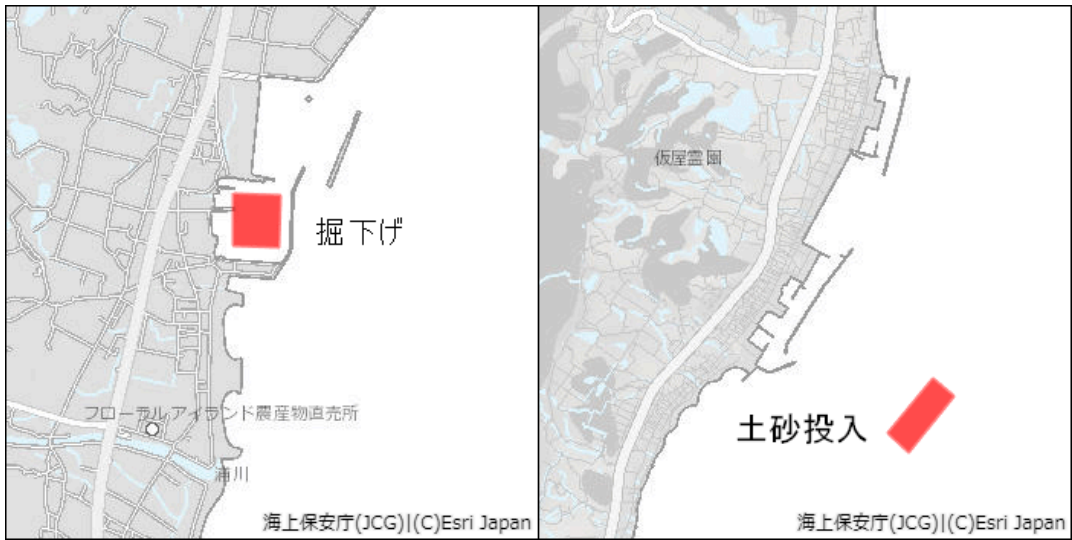 掘下げ
フローラルアイランド農産物直売所
浦川
海上保安庁(JCG)|(C)Esri Japan
仮屋霊園
土砂投入
海上保安庁(JCG)|(C)Esri Japan